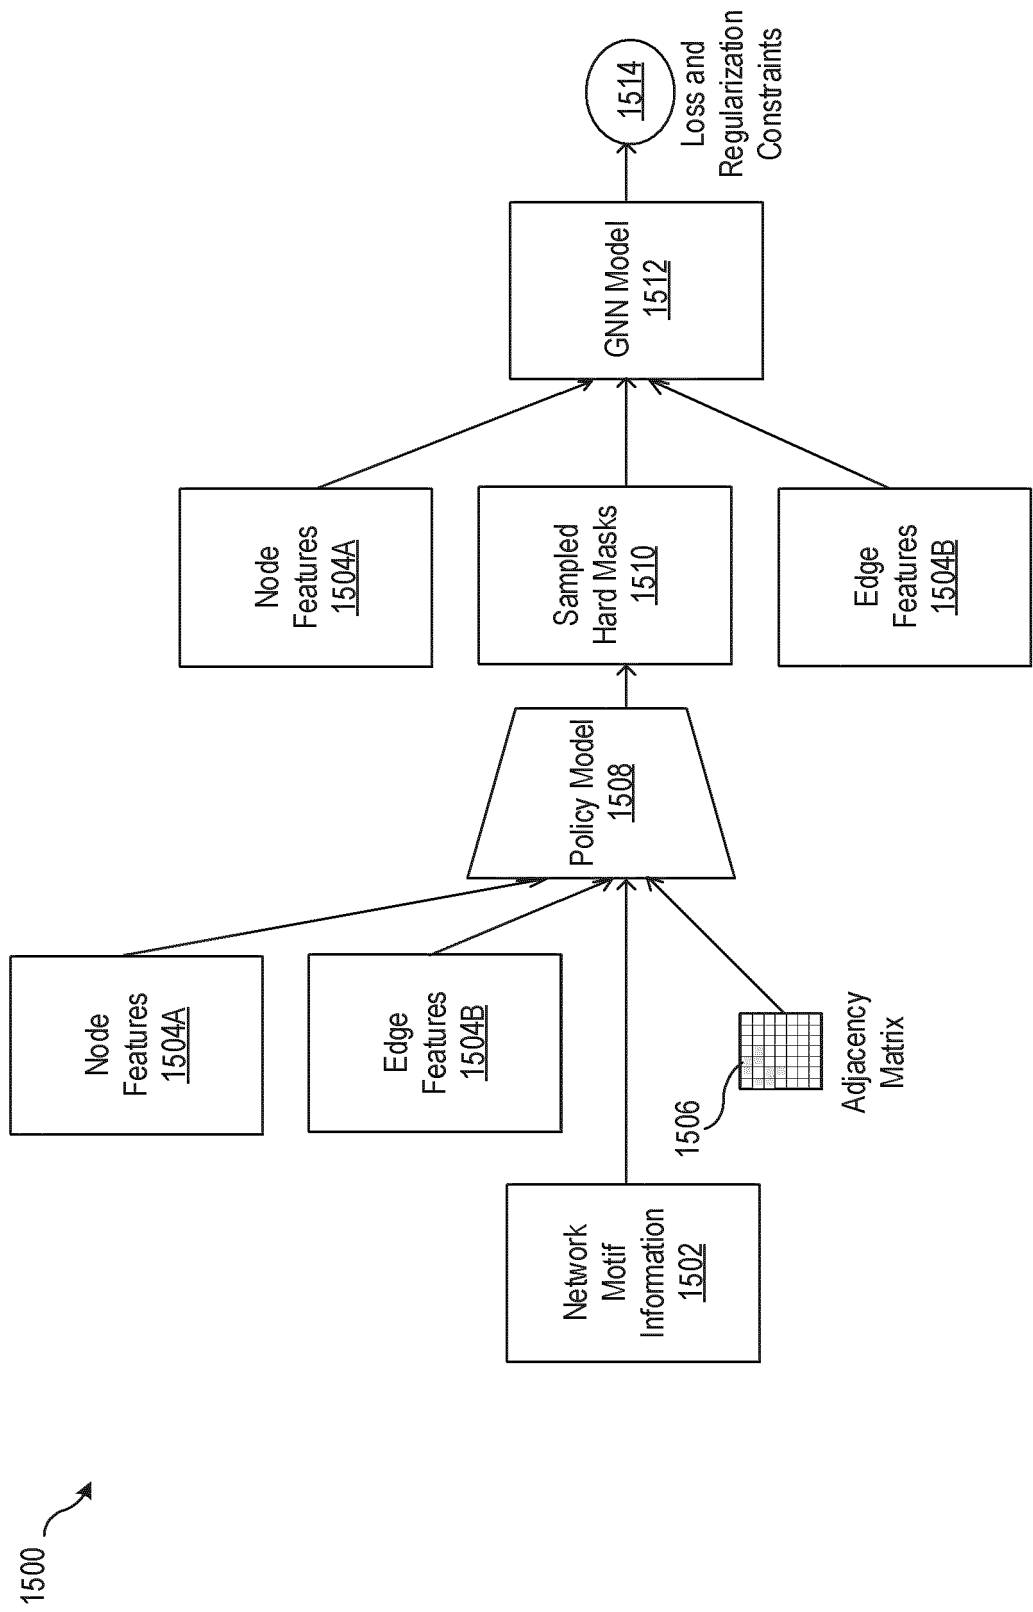 1500
Network
Motif
Information
1502
Node
Features
1504A
Edge
Features
1504B
1506
Adjacency
Matrix
Policy Model
1508
Node
Features
1504A
Sampled
Hard Masks
1510
Edge
Features
1504B
GNN Model
1512
1514
Loss and
Regularization
Constraints